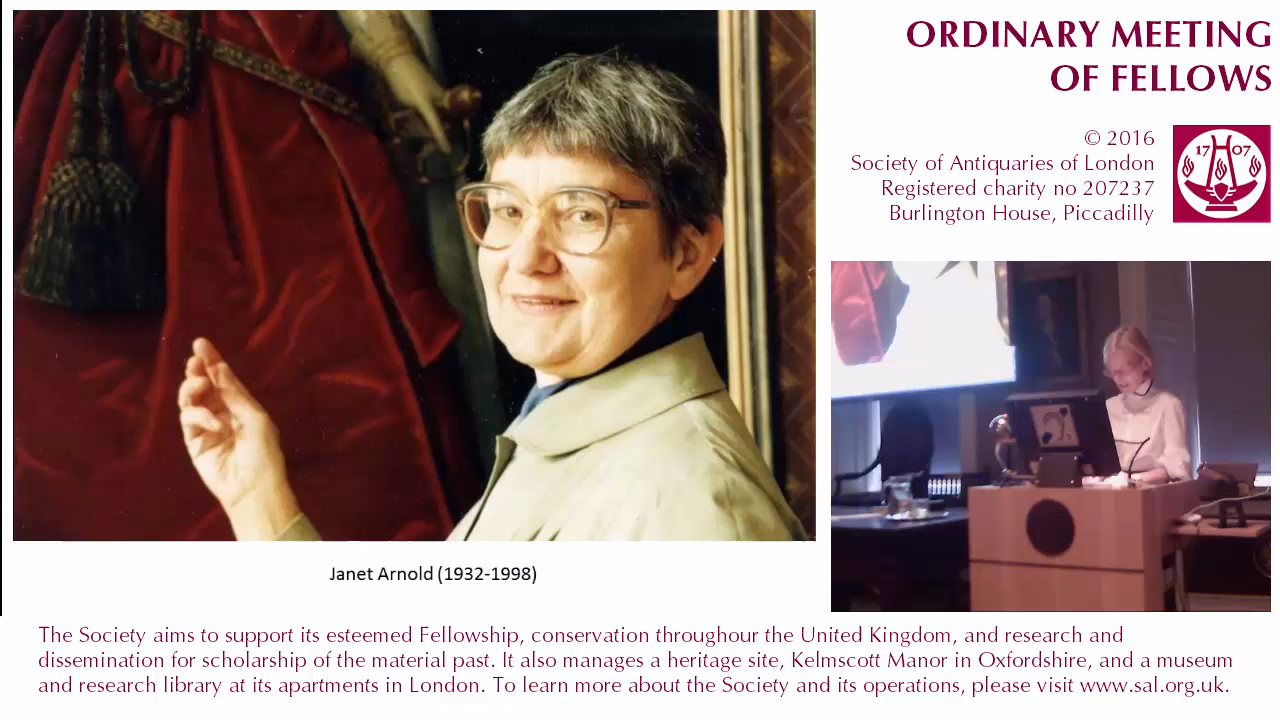 ORDINARY MEETING
OF FELLOWS
© 2016
Society of Antiquaries of London
Registered charity no 207237
Burlington House, Piccadilly
17 07
Janet Arnold (1932-1998)
The Society aims to support its esteemed Fellowship, conservation throughour the United Kingdom, and research and
dissemination for scholarship of the material past. It also manages a heritage site, Kelmscott Manor in Oxfordshire, and a museum
and research library at its apartments in London. To learn more about the Society and its operations, please visit www.sal.org.uk.